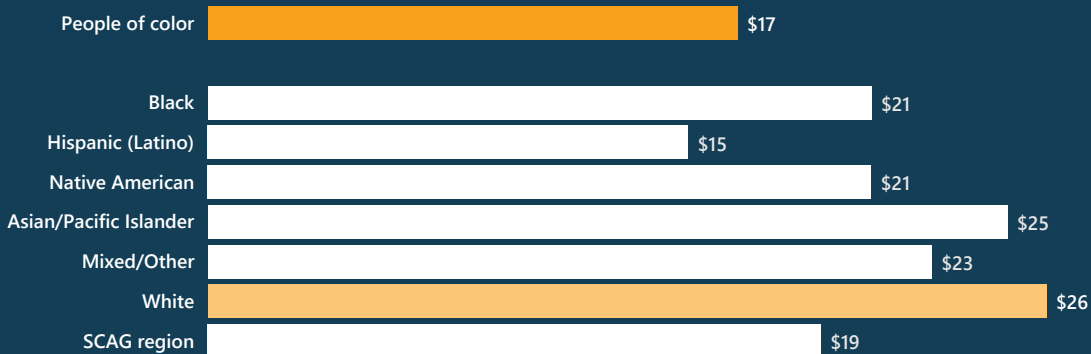 People of color $17
Black $21
Hispanic (Latino) $15
Native American $21
Asian/Pacific Islander $25
Mixed/Other $23
White $26
SCAG region $19